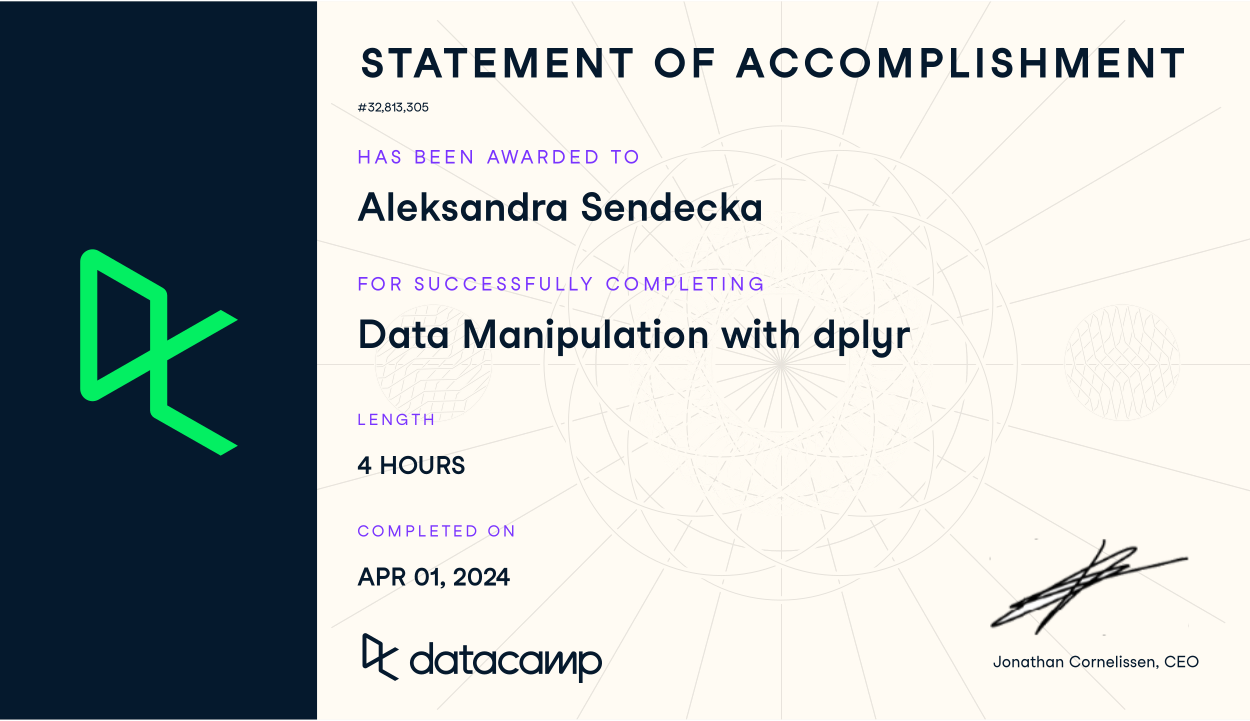 STATEMENT OF ACCOMPLISHMENT
#32,813,305
HAS BEEN AWARDED TO
Aleksandra Sendecka
FOR SUCCESSFULLY COMPLETING
Data Manipulation with dplyr
LENGTH
4 HOURS
COMPLETED ON
APR 01, 2024
datacamp
Jonathan Cornelissen, CEO